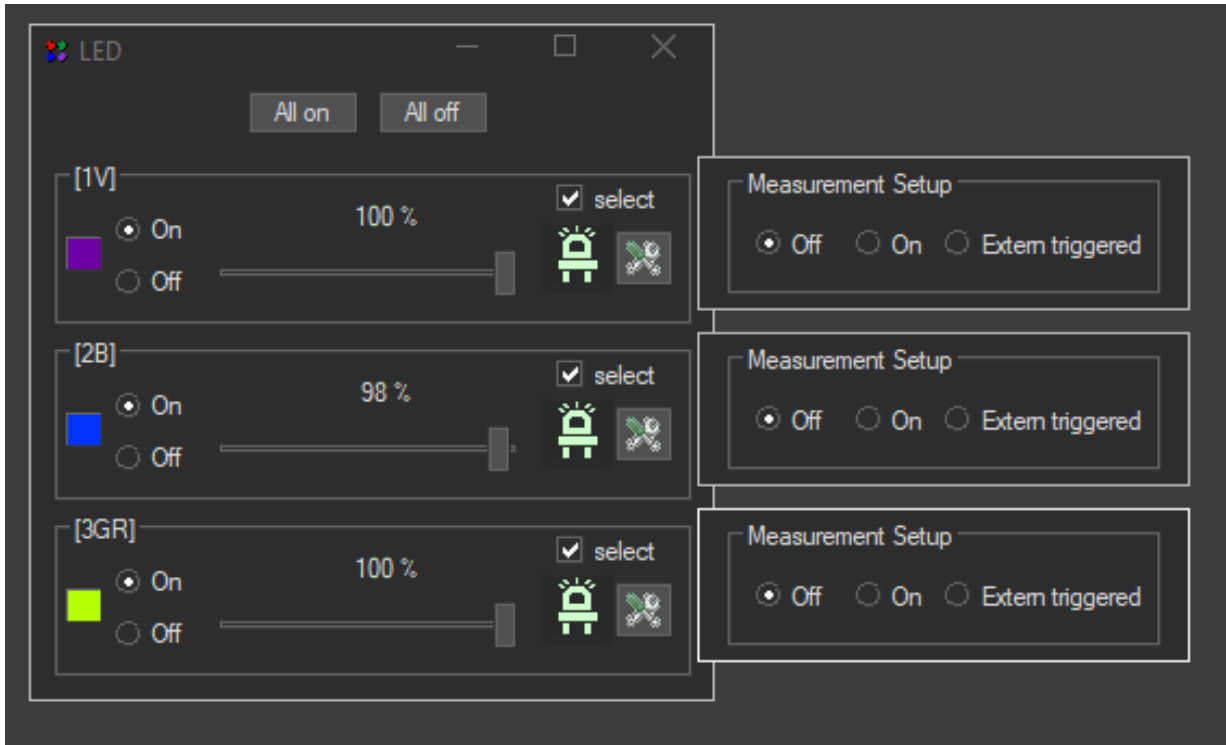 LED
All on All off
[1V]
On
Off
100 %
select
Measurement Setup
Off On Extern triggered
[2B]
On
Off
98 %
select
Measurement Setup
Off On Extern triggered
[3GR]
On
Off
100 %
select
Measurement Setup
Off On Extern triggered